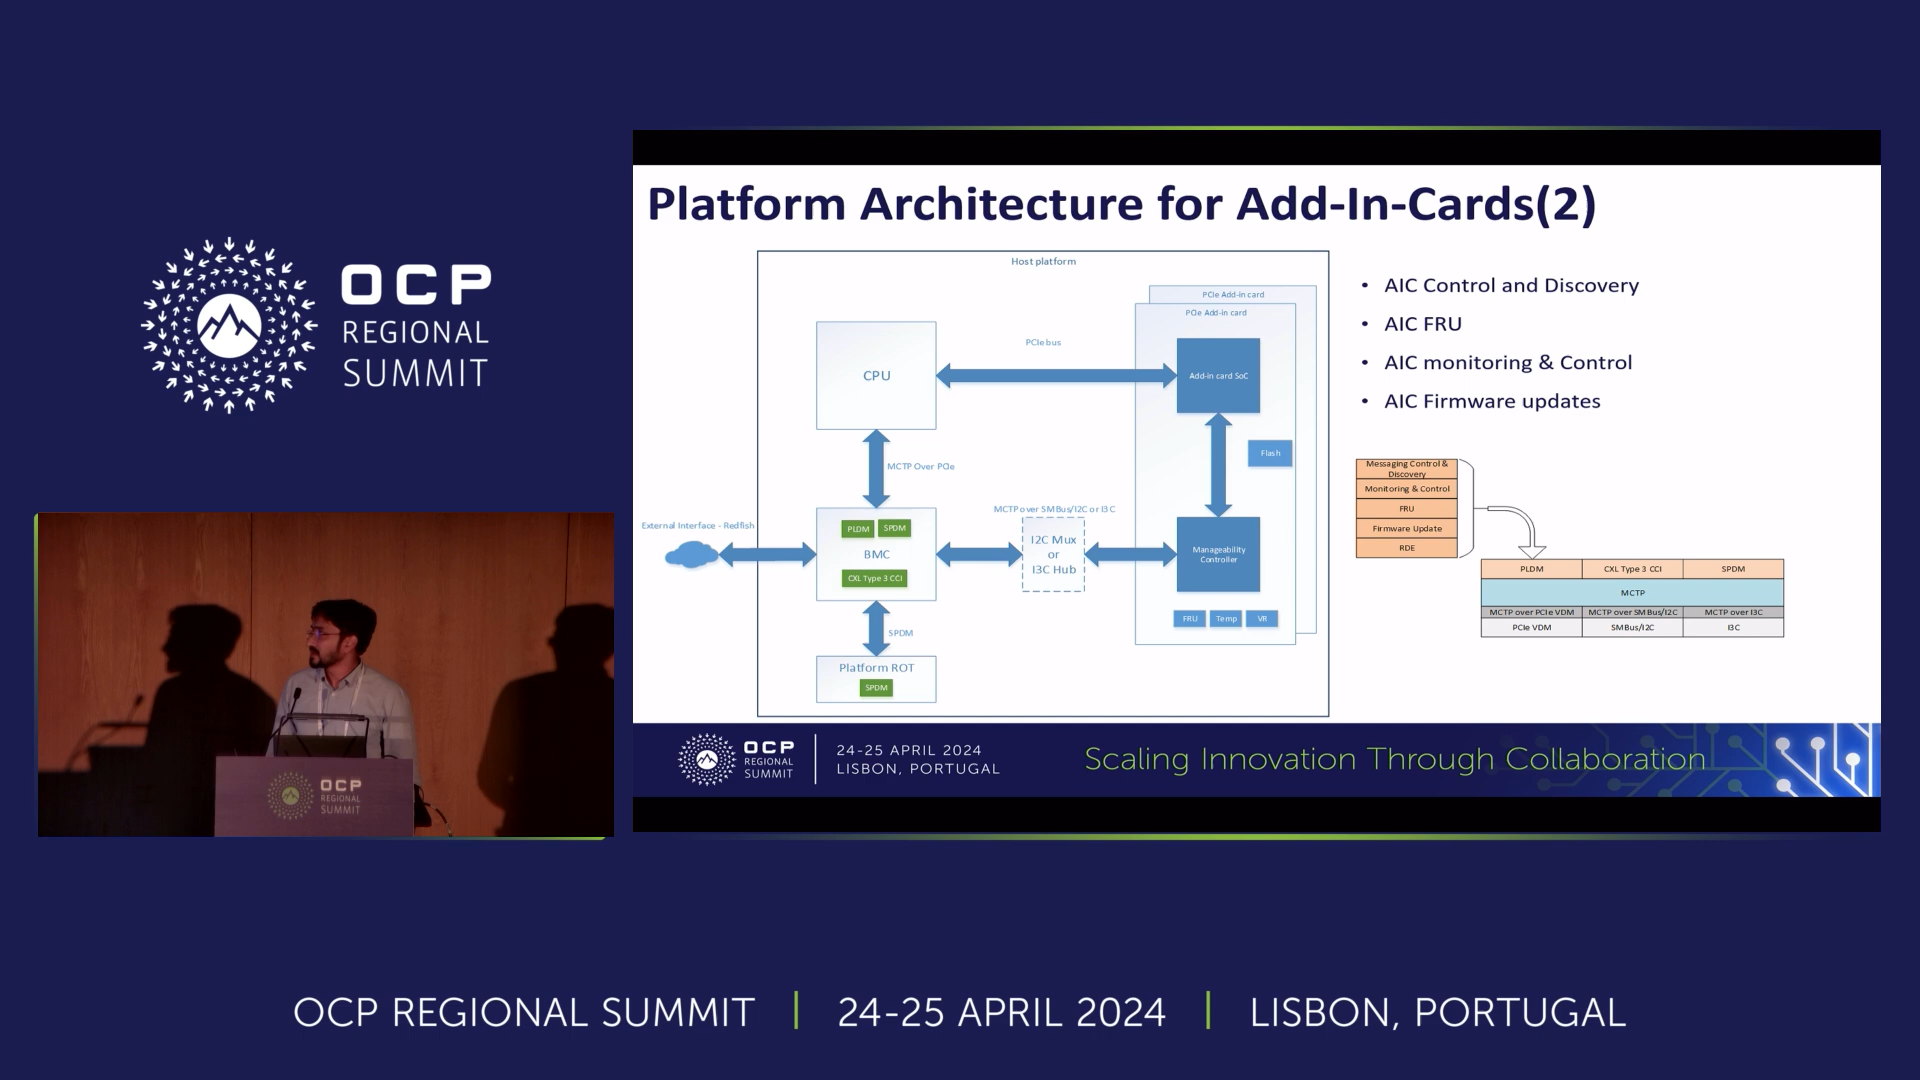 OCP
REGIONAL
SUMMIT
OCP
REGIONAL
SUMMIT
Platform Architecture for Add-In-Cards(2)
Host platform
PCIe Add-in card
PCIe Add-in card
CPU
PCIe bus
Add-in card SoC
Flash
MCTP Over PCIe
External Interface - Redfish
PLDM
SPDM
BMC
CXL Type 3 CCI
MCTP over SMBus/I2C or I3C
I2C Mux
or
I3C Hub
Manageability
Controller
FRU
Temp
VR
SPDM
Platform ROT
SPDM
• AIC Control and Discovery
• AIC FRU
• AIC monitoring & Control
• AIC Firmware updates
Messaging Control &
Discovery
Monitoring & Control
FRU
Firmware Update
RDE
PLDM CXL Type 3 CCI SPDM
MCTP
MCTP over PCIe VDM MCTP over SMBus/I2C MCTP over I3C
PCIe VDM SMBus/I2C I3C
OCP
REGIONAL
SUMMIT
24-25 APRIL 2024
LISBON, PORTUGAL
Scaling Innovation Through Collaboration
OCP REGIONAL SUMMIT | 24-25 APRIL 2024 | LISBON, PORTUGAL